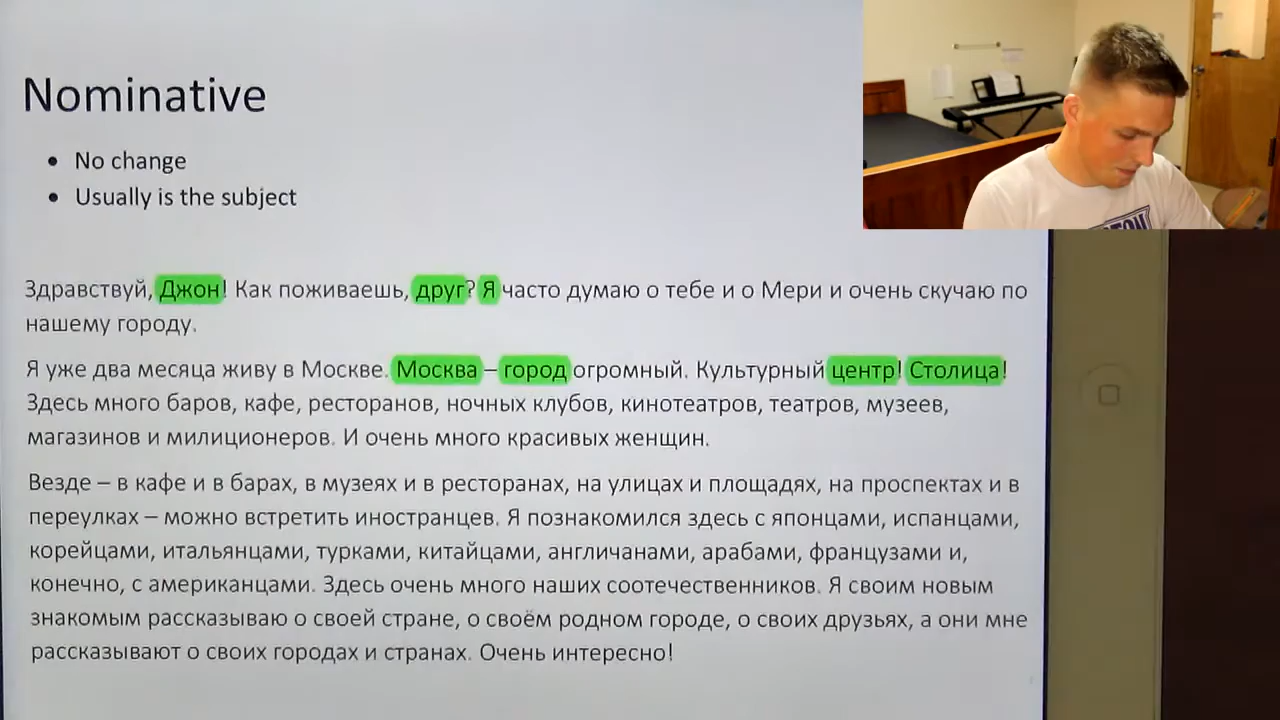 Nominative
• No change
• Usually is the subject
Здравствуй, Джон! Как поживаешь, друг? Я часто думаю о тебе и о Мери и очень скучаю по
нашему городу.
Я уже два месяца живу в Москве. Москва – город огромный. Культурный центр! Столица!
Здесь много баров, кафе, ресторанов, ночных клубов, кинотеатров, театров, музеев,
магазинов и милиционеров. И очень много красивых женщин.
Везде – в кафе и в барах, в музеях и в ресторанах, на улицах и площадях, на проспектах и в
переулках – можно встретить иностранцев. Я познакомился здесь с японцами, испанцами,
корейцами, итальянцами, турками, китайцами, англичанами, арабами, французами и,
конечно, с американцами. Здесь очень много наших соотечественников. Я своим новым
знакомым рассказываю о своей стране, о своём родном городе, о своих друзьях, а они мне
рассказывают о своих городах и странах. Очень интересно!